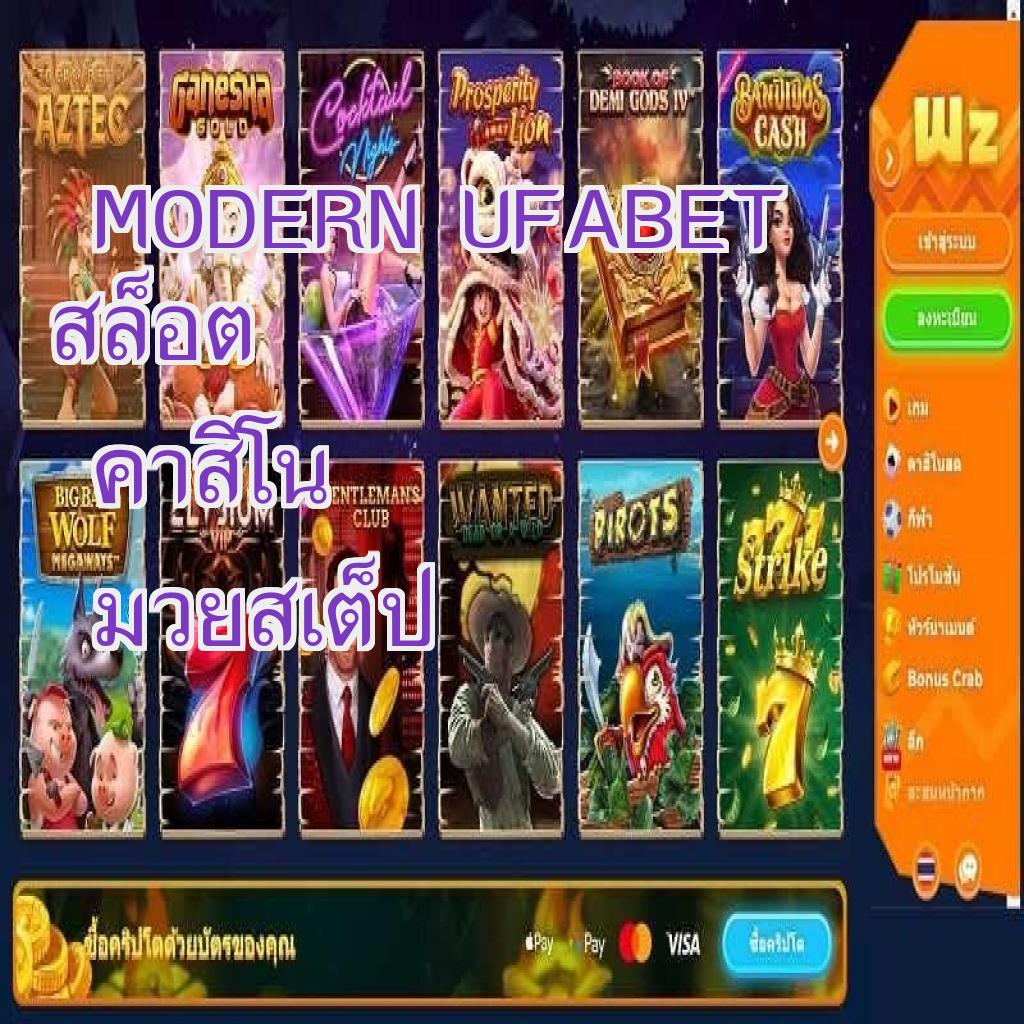 TREASURES OF
AZTEC
Ganesha
GOLD
Cocktail
Nights
Prosperity
Lion
BOOK OF
DEMI GODS IV
BANDIDOS
CASH
Wz
เข้าสู่ระบบ
ลงทะเบียน
เกม
คาสิโนสด
กีฬา
โปรโมชั่น
ทัวร์นาเมนต์
Bonus Crab
ลีก
สะสมหน้ากาก
MODERN UFABET
สล็อต
คาสิโน
มวยสเต็ป
BIG BAD
WOLF
MEGAWAYS
ELYSIUM
VIP
GENTLEMAN'S
CLUB
WANTED
DEAD OR A WILD
PIROTS
777
Strike
ซื้อคริปโตด้วยบัตรของคุณ
Pay
Pay
VISA
ซื้อคริปโต